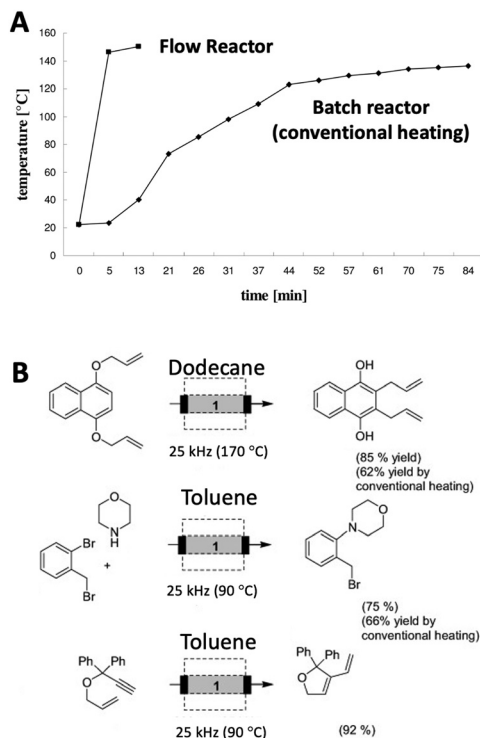 A
160
140
120
100
80
60
40
20
0
temperature [°C]
Flow Reactor
Batch reactor
(conventional heating)
0 5 13 21 26 31 37 44 52 57 61 70 75 84
time [min]
B
O
O
Dodecane
1
25 kHz (170 °C)
OH
OH
(85 % yield)
(62% yield by
conventional heating)
O
N
H
Br
Br
+
Toluene
1
25 kHz (90 °C)
O
N
Br
(75 %)
(66% yield by
conventional heating)
Ph Ph
O
Toluene
1
25 kHz (90 °C)
Ph Ph
O
(92 %)